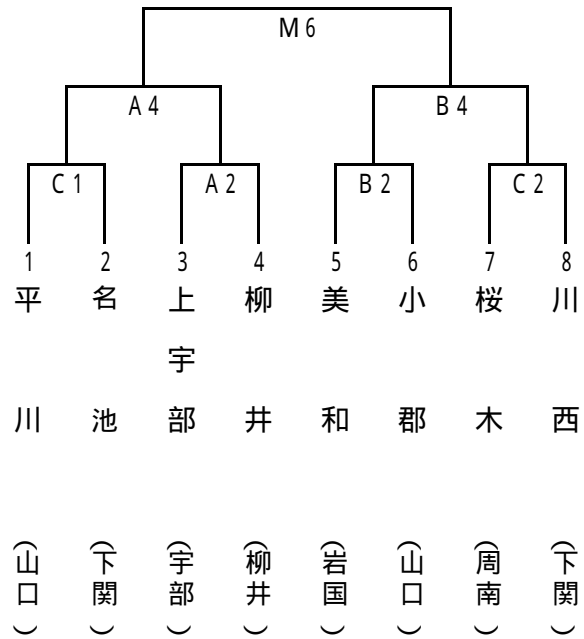 M6
A4 B4
C1 A2 B2 C2
1 2 3 4 5 6 7 8
平川
名池
上宇部
柳井
美和
小郡
桜木
川西
(山口)
(下関)
(宇部)
(柳井)
(岩国)
(山口)
(周南)
(下関)